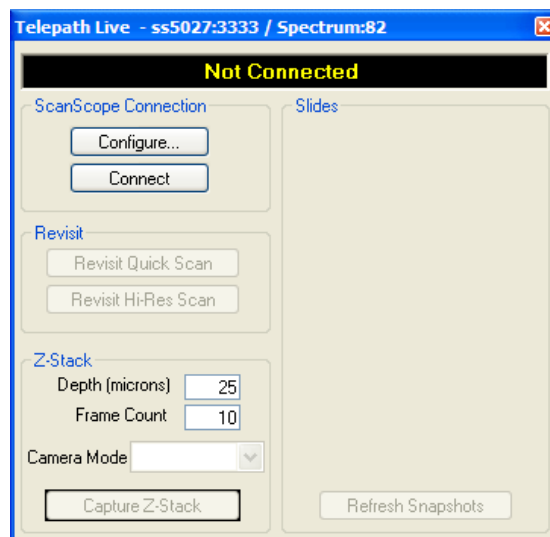 Telepath Live - ss5027:3333 / Spectrum:82
Not Connected
ScanScope Connection
Configure...
Connect
Revisit
Revisit Quick Scan
Revisit Hi-Res Scan
Z-Stack
Depth (microns) 25
Frame Count 10
Camera Mode
Capture Z-Stack
Slides
Refresh Snapshots